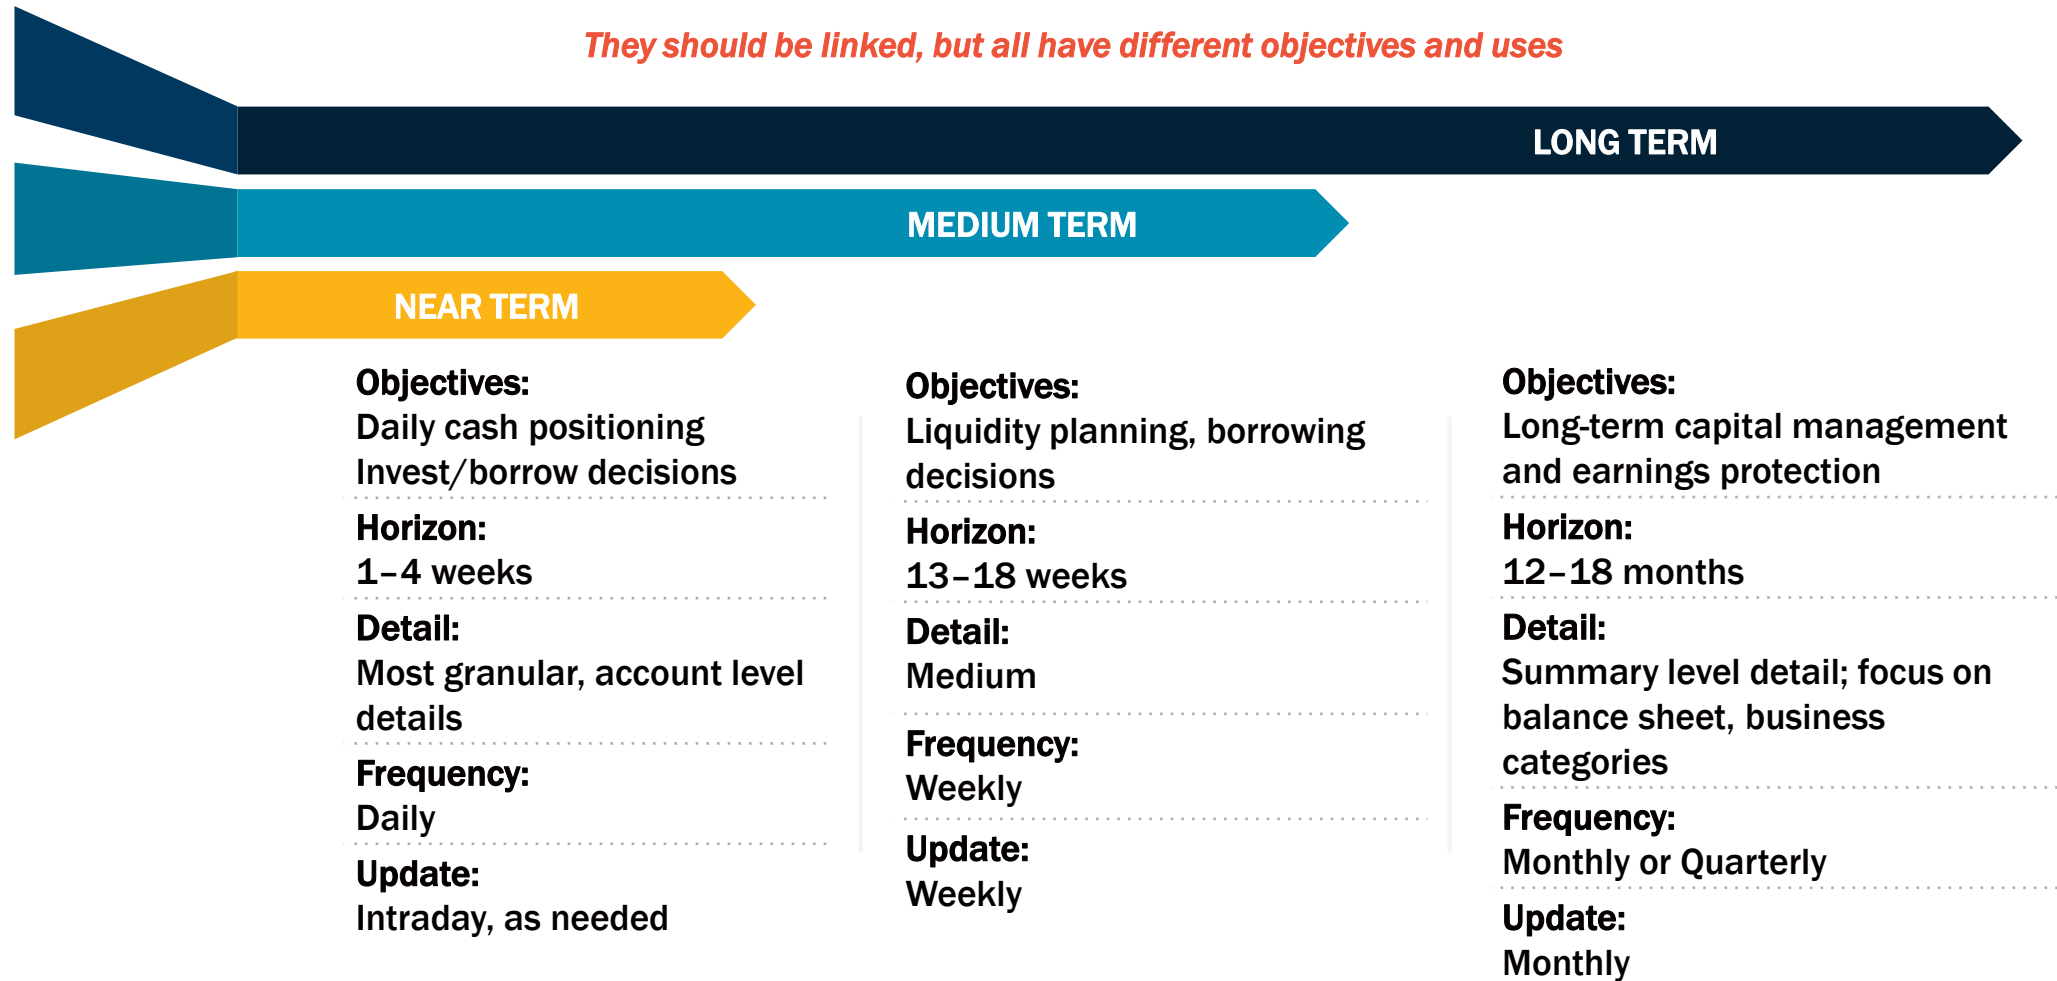 They should be linked, but all have different objectives and uses
LONG TERM
MEDIUM TERM
NEAR TERM
Objectives:
Daily cash positioning
Invest/borrow decisions
Horizon:
1–4 weeks
Detail:
Most granular, account level
details
Frequency:
Daily
Update:
Intraday, as needed
Objectives:
Liquidity planning, borrowing
decisions
Horizon:
13–18 weeks
Detail:
Medium
Frequency:
Weekly
Update:
Weekly
Objectives:
Long-term capital management
and earnings protection
Horizon:
12–18 months
Detail:
Summary level detail; focus on
balance sheet, business
categories
Frequency:
Monthly or Quarterly
Update:
Monthly